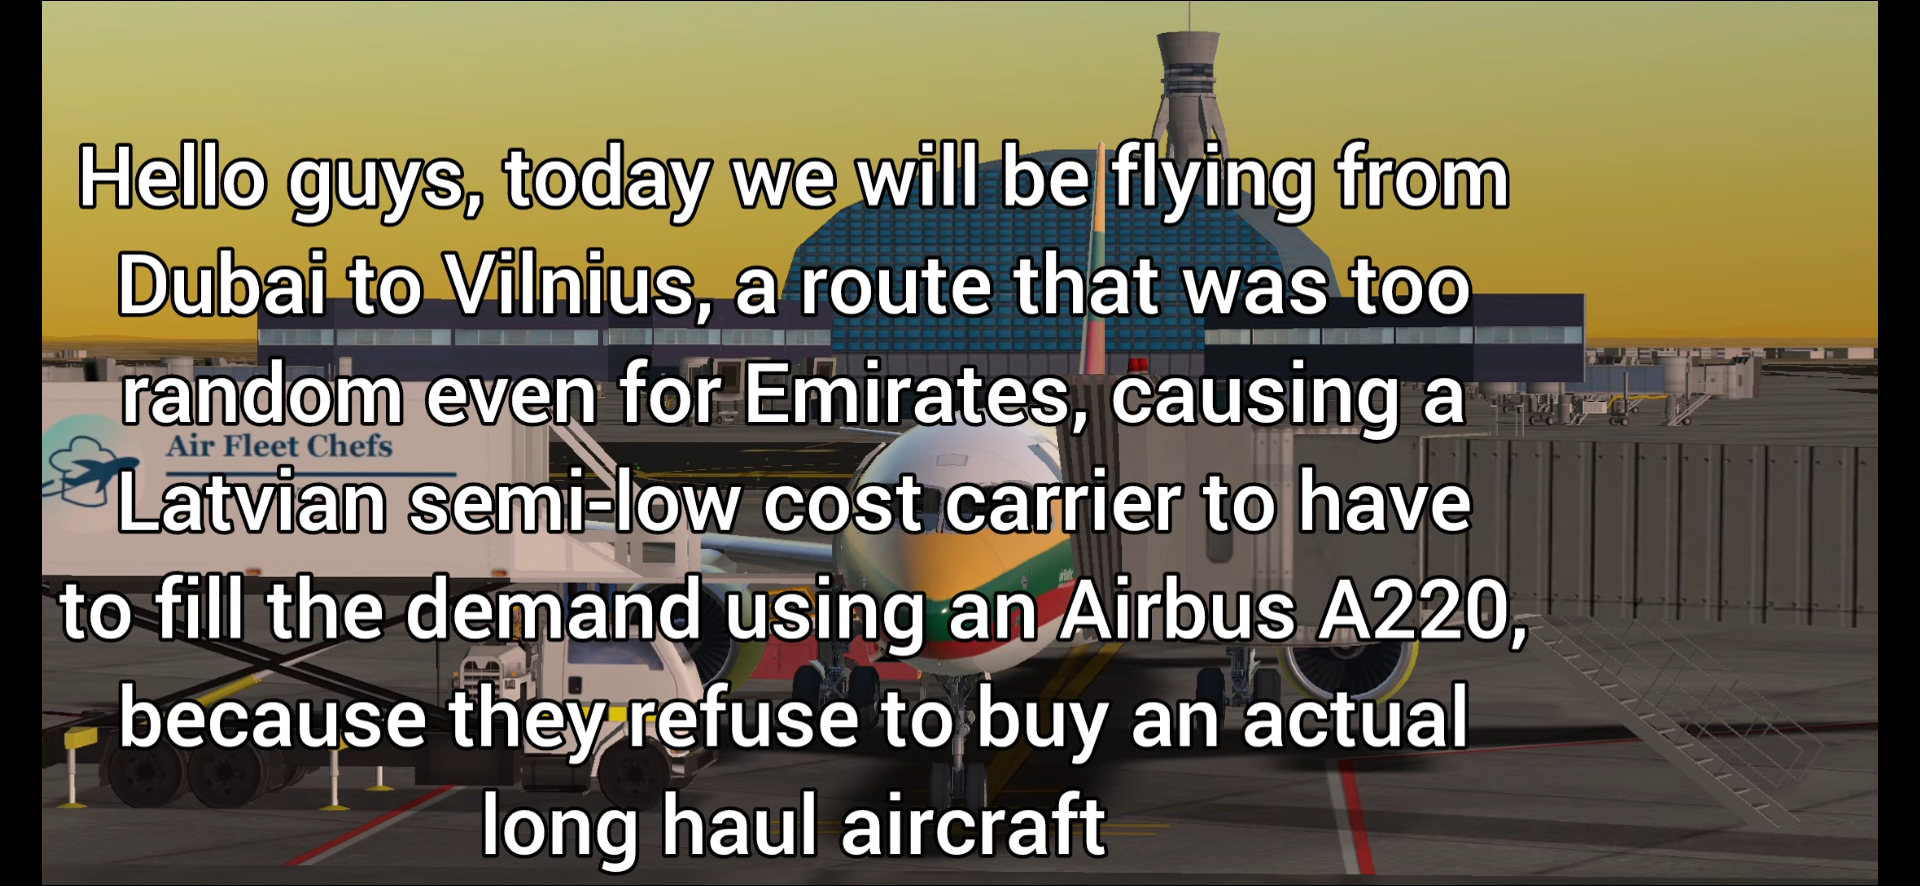 Hello guys, today we will be flying from
Dubai to Vilnius, a route that was too
random even for Emirates, causing a
Air Fleet Chefs
Latvian semi-low cost carrier to have
to fill the demand using an Airbus A220,
because they refuse to buy an actual
long haul aircraft